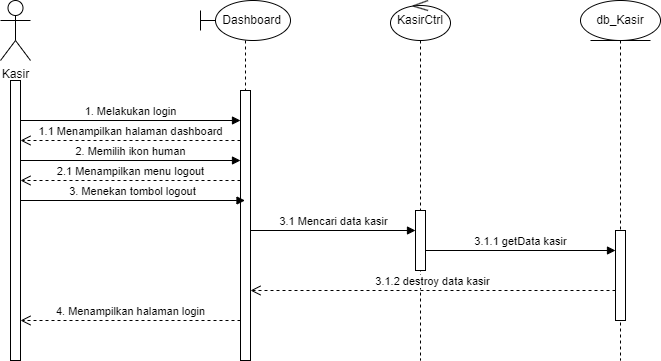 Dashboard
KasirCtrl
db_Kasir
Kasir
1. Melakukan login
1.1 Menampilkan halaman dashboard
2. Memilih ikon human
2.1 Menampilkan menu logout
3. Menekan tombol logout
3.1 Mencari data kasir
3.1.1 getData kasir
3.1.2 destroy data kasir
4. Menampilkan halaman login